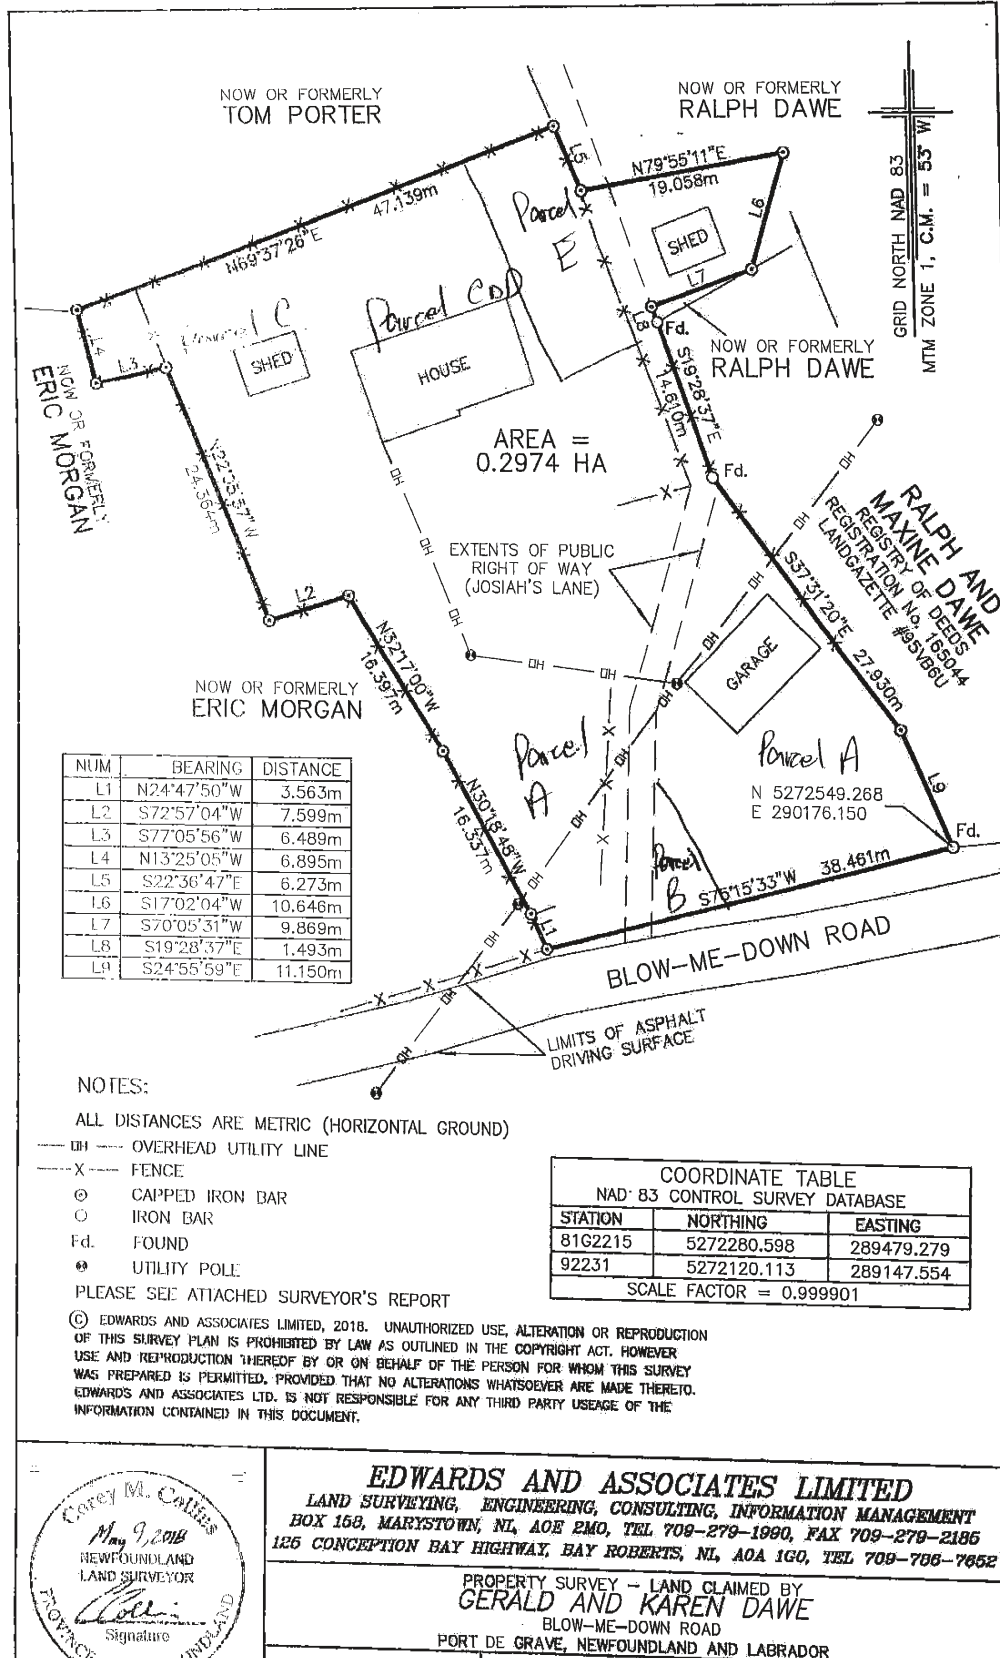 NOW OR FORMERLY
TOM PORTER
NOW OR FORMERLY
RALPH DAWE
GRID NORTH NAD 83
MTM ZONE 1, C.M. = 53° W
N69°37'26"E
47.139m
L5
N79°55'11"E
19.058m
L6
Parcel
E
SHED
L7
L8
Fd.
NOW OR FORMERLY
RALPH DAWE
L4
L3
Parcel C
SHED
Parcel C&D
HOUSE
NOW OR FORMERLY
ERIC MORGAN
S19°28'37"E
14.610m
Fd.
AREA =
0.2974 HA
24.364m
EXTENTS OF PUBLIC
RIGHT OF WAY
(JOSIAH'S LANE)
RALPH AND
MAXINE DAWE
REGISTRY OF DEEDS
REGISTRATION No. 165044
LANDGAZETTE #95VB6U
S37°31'20"E
27.930m
L2
N32°17'00"W
16.397m
GARAGE
NOW OR FORMERLY
ERIC MORGAN
Parcel
A
Parcel A
N 5272549.268
E 290176.150
L9
Fd.
N30°18'48"W
16.337m
Parcel
B
S76°15'33"W
38.461m
L1
BLOW-ME-DOWN ROAD
LIMITS OF ASPHALT
DRIVING SURFACE
NUM BEARING DISTANCE
L1 N24°47'50"W 3.563m
L2 S72°57'04"W 7.599m
L3 S77°05'56"W 6.489m
L4 N13°25'05"W 6.895m
L5 S22°36'47"E 6.273m
L6 S17°02'04"W 10.646m
L7 S70°05'31"W 9.869m
L8 S19°28'37"E 1.493m
L9 S24°55'59"E 11.150m
NOTES:
ALL DISTANCES ARE METRIC (HORIZONTAL GROUND)
OH OVERHEAD UTILITY LINE
X FENCE
CAPPED IRON BAR
IRON BAR
Fd. FOUND
UTILITY POLE
PLEASE SEE ATTACHED SURVEYOR'S REPORT
COORDINATE TABLE
NAD 83 CONTROL SURVEY DATABASE
STATION NORTHING EASTING
81G2215 5272280.598 289479.279
92231 5272120.113 289147.554
SCALE FACTOR = 0.999901
© EDWARDS AND ASSOCIATES LIMITED, 2018. UNAUTHORIZED USE, ALTERATION OR REPRODUCTION
OF THIS SURVEY PLAN IS PROHIBITED BY LAW AS OUTLINED IN THE COPYRIGHT ACT. HOWEVER
USE AND REPRODUCTION THEREOF BY OR ON BEHALF OF THE PERSON FOR WHOM THIS SURVEY
WAS PREPARED IS PERMITTED, PROVIDED THAT NO ALTERATIONS WHATSOEVER ARE MADE THERETO.
EDWARDS AND ASSOCIATES LTD. IS NOT RESPONSIBLE FOR ANY THIRD PARTY USEAGE OF THE
INFORMATION CONTAINED IN THIS DOCUMENT.
Corey M. Collins
May 9, 2018
NEWFOUNDLAND
LAND SURVEYOR
Collins
Signature
EDWARDS AND ASSOCIATES LIMITED
LAND SURVEYING, ENGINEERING, CONSULTING, INFORMATION MANAGEMENT
BOX 158, MARYSTOWN, NL, A0E 2M0, TEL 709-279-1990, FAX 709-279-2185
125 CONCEPTION BAY HIGHWAY, BAY ROBERTS, NL, A0A 1G0, TEL 709-786-7652
PROPERTY SURVEY - LAND CLAIMED BY
GERALD AND KAREN DAWE
BLOW-ME-DOWN ROAD
PORT DE GRAVE, NEWFOUNDLAND AND LABRADOR